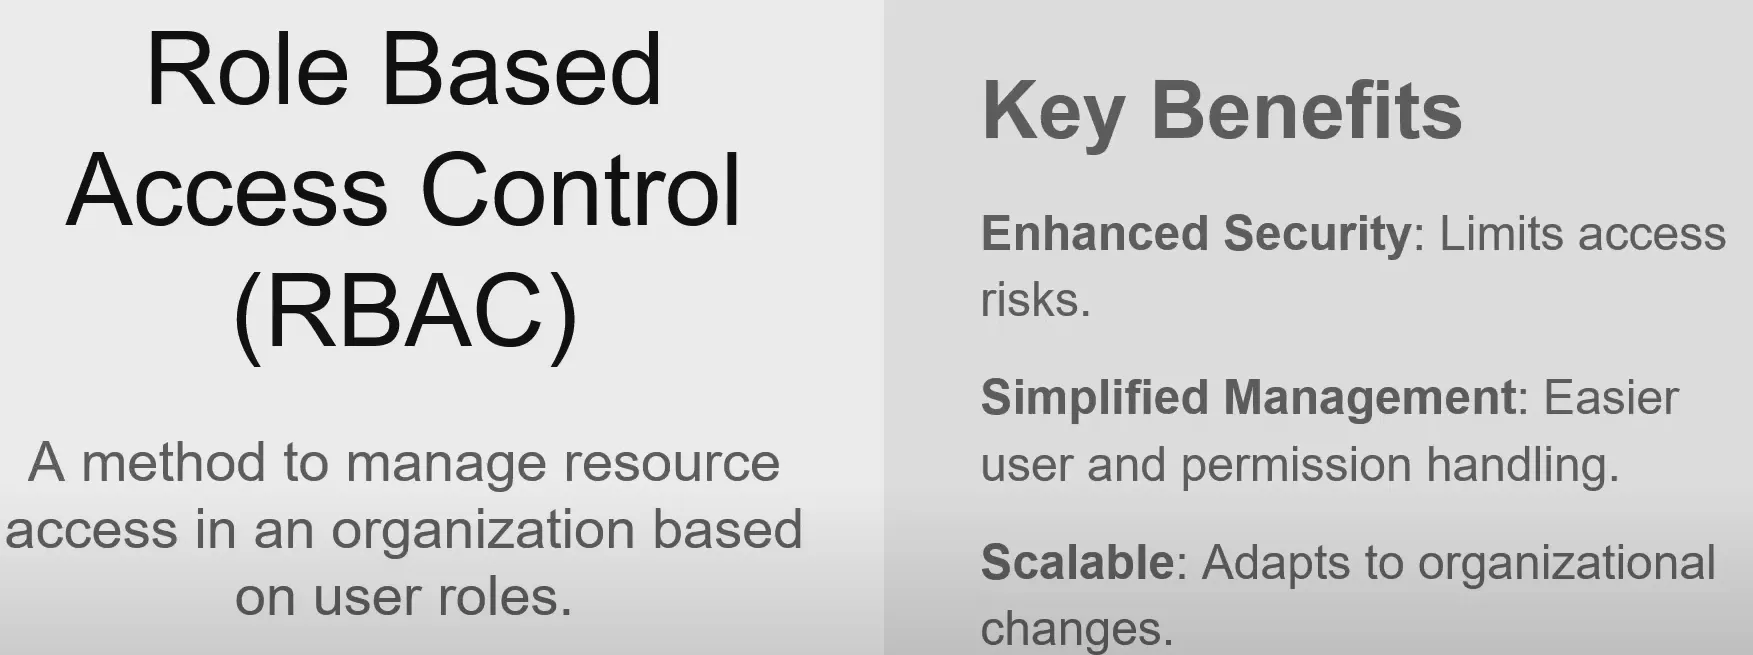 Role Based
Access Control
(RBAC)
A method to manage resource
access in an organization based
on user roles.
Key Benefits
Enhanced Security: Limits access
risks.
Simplified Management: Easier
user and permission handling.
Scalable: Adapts to organizational
changes.